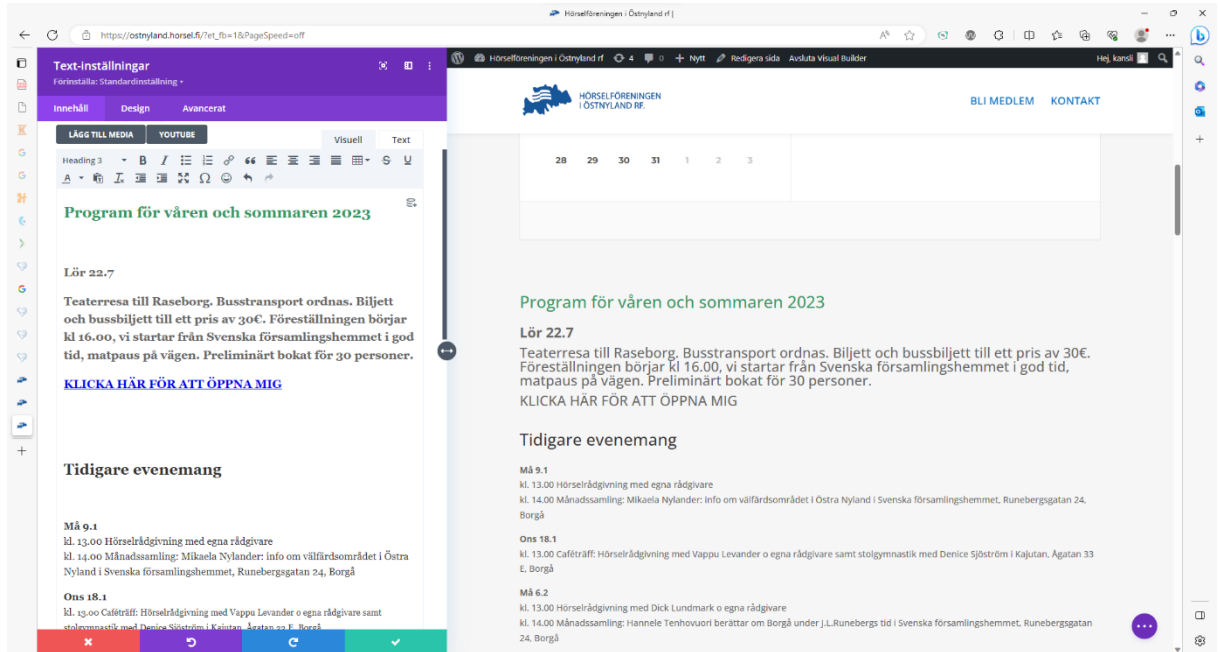 Hörselföreningen i Östnyland rf |
https://ostnyland.horsel.fi/?et_fb=1&PageSpeed=off
Text-inställningar
Förinställa: Standardinställning
Innehåll Design Avancerat
LÄGG TILL MEDIA YOUTUBE
Visuell Text
Heading 3
Program för våren och sommaren 2023
Lör 22.7
Teaterresa till Raseborg. Busstransport ordnas. Biljett
och bussbiljett till ett pris av 30€. Föreställningen börjar
kl 16.00, vi startar från Svenska församlingshemmet i god
tid, matpaus på vägen. Preliminärt bokat för 30 personer.
KLICKA HÄR FÖR ATT ÖPPNA MIG
Tidigare evenemang
Må 9.1
kl. 13.00 Hörselrådgivning med egna rådgivare
kl. 14.00 Månadssamling: Mikaela Nylander: info om välfärdsområdet i Östra
Nyland i Svenska församlingshemmet, Runebergsgatan 24, Borgå
Ons 18.1
kl. 13.00 Caféträff: Hörselrådgivning med Vappu Levander o egna rådgivare samt
stolgymnastik med Denice Sjöström i Kajutan, Ågatan 33 E, Borgå
Hörselföreningen i Östnyland rf 4 0 + Nytt Redigera sida Avsluta Visual Builder Hej, kansli
HÖRSELFÖRENINGEN
I ÖSTNYLAND RF.
BLI MEDLEM KONTAKT
28 29 30 31 1 2 3
Program för våren och sommaren 2023
Lör 22.7
Teaterresa till Raseborg. Busstransport ordnas. Biljett och bussbiljett till ett pris av 30€.
Föreställningen börjar kl 16.00, vi startar från Svenska församlingshemmet i god tid,
matpaus på vägen. Preliminärt bokat för 30 personer.
KLICKA HÄR FÖR ATT ÖPPNA MIG
Tidigare evenemang
Må 9.1
kl. 13.00 Hörselrådgivning med egna rådgivare
kl. 14.00 Månadssamling: Mikaela Nylander: info om välfärdsområdet i Östra Nyland i Svenska församlingshemmet, Runebergsgatan 24,
Borgå
Ons 18.1
kl. 13.00 Caféträff: Hörselrådgivning med Vappu Levander o egna rådgivare samt stolgymnastik med Denice Sjöström i Kajutan, Ågatan 33
E, Borgå
Må 6.2
kl. 13.00 Hörselrådgivning med Dick Lundmark o egna rådgivare
kl. 14.00 Månadssamling: Hannele Tenhovuori berättar om Borgå under J.L.Runebergs tid i Svenska församlingshemmet, Runebergsgatan
24, Borgå